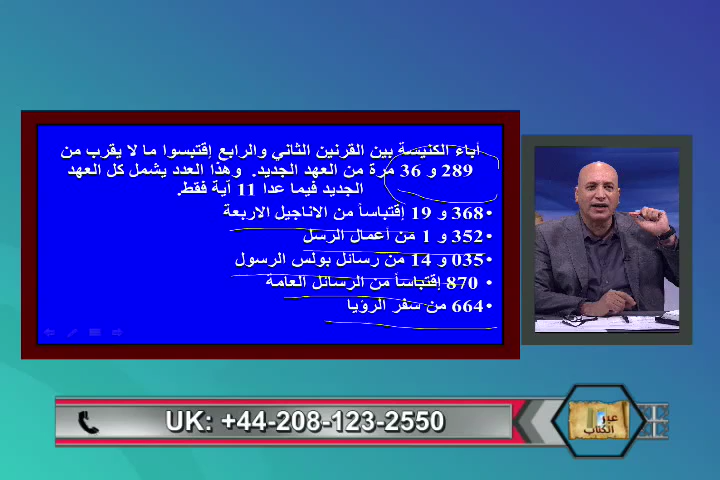 أباء الكنيسة بين القرنين الثاني والرابع إقتبسوا ما لا يقرب من
289 و 36 مرة من العهد الجديد. وهذا العدد يشمل كل العهد
الجديد فيما عدا 11 آية فقط.
•368 و 19 إقتباساً من الاناجيل الاربعة
•352 و 1 من أعمال الرسل
•035 و 14 من رسائل بولس الرسول
• 870 إقتباساً من الرسائل العامة
•664 من سفر الرؤيا
UK: +44-208-123-2550
عبر الكتاب